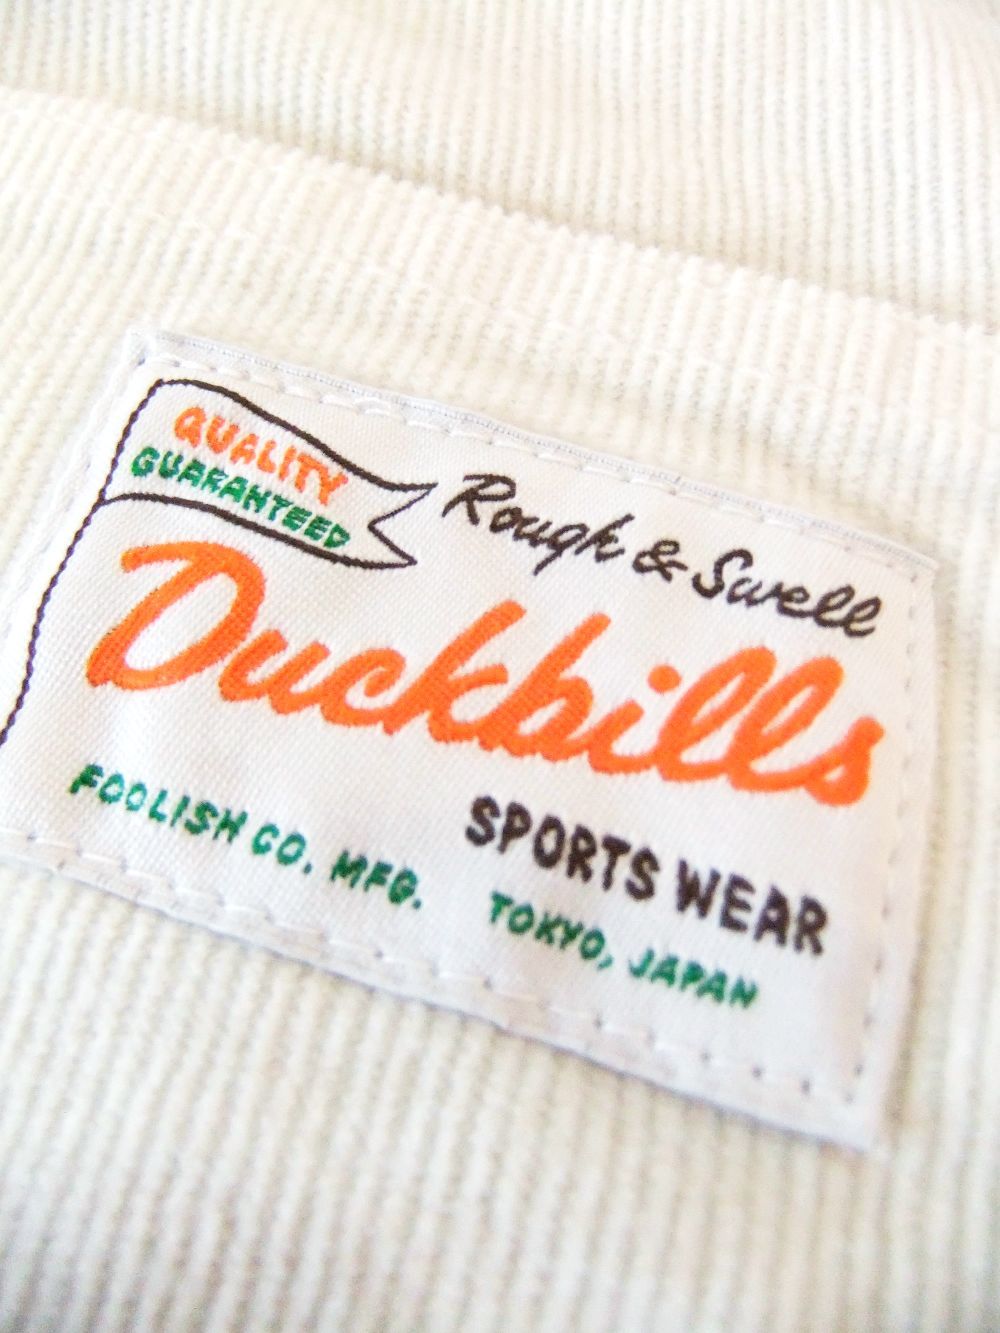 QUALITY
GUARANTEED
Rough & Swell
Duckbills
SPORTS WEAR
FOOLISH CO. MFG.
TOKYO, JAPAN